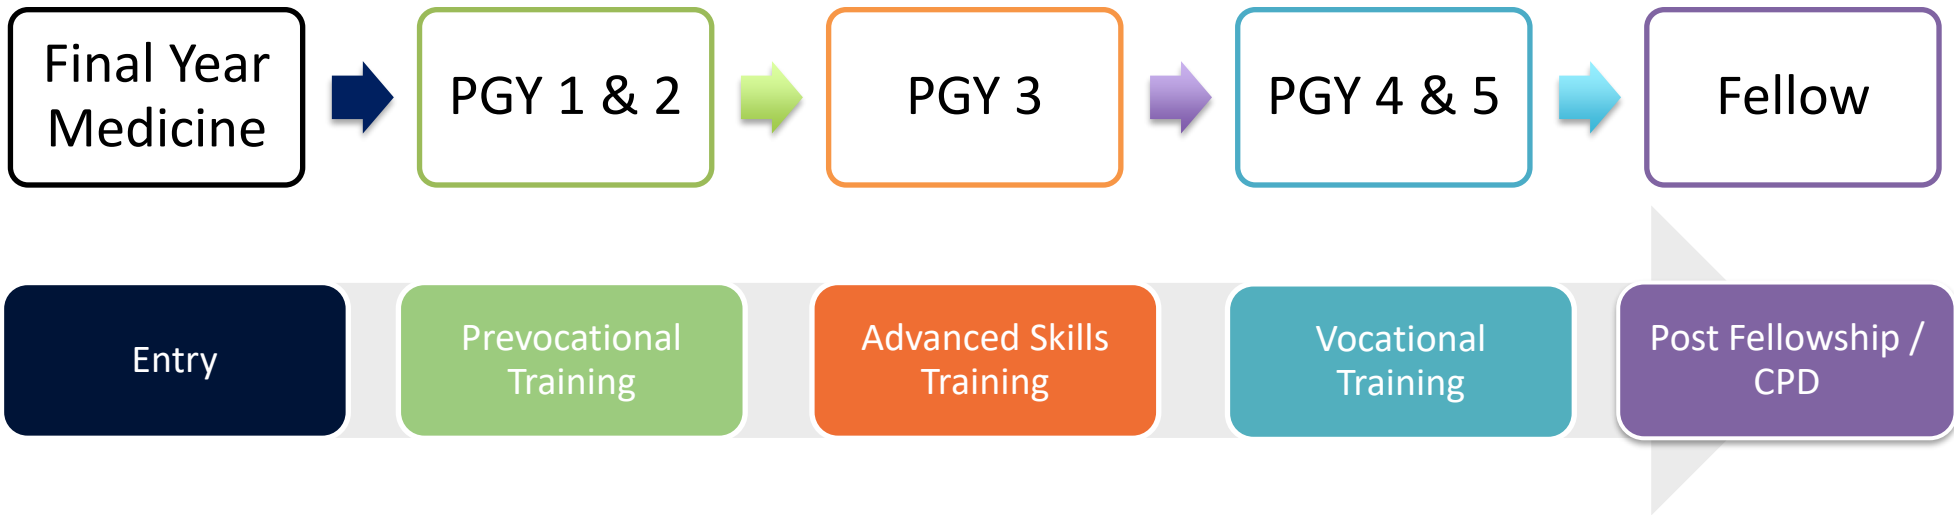 Final Year
Medicine
PGY 1 & 2
PGY 3
PGY 4 & 5
Fellow
Entry
Prevocational
Training
Advanced Skills
Training
Vocational
Training
Post Fellowship /
CPD